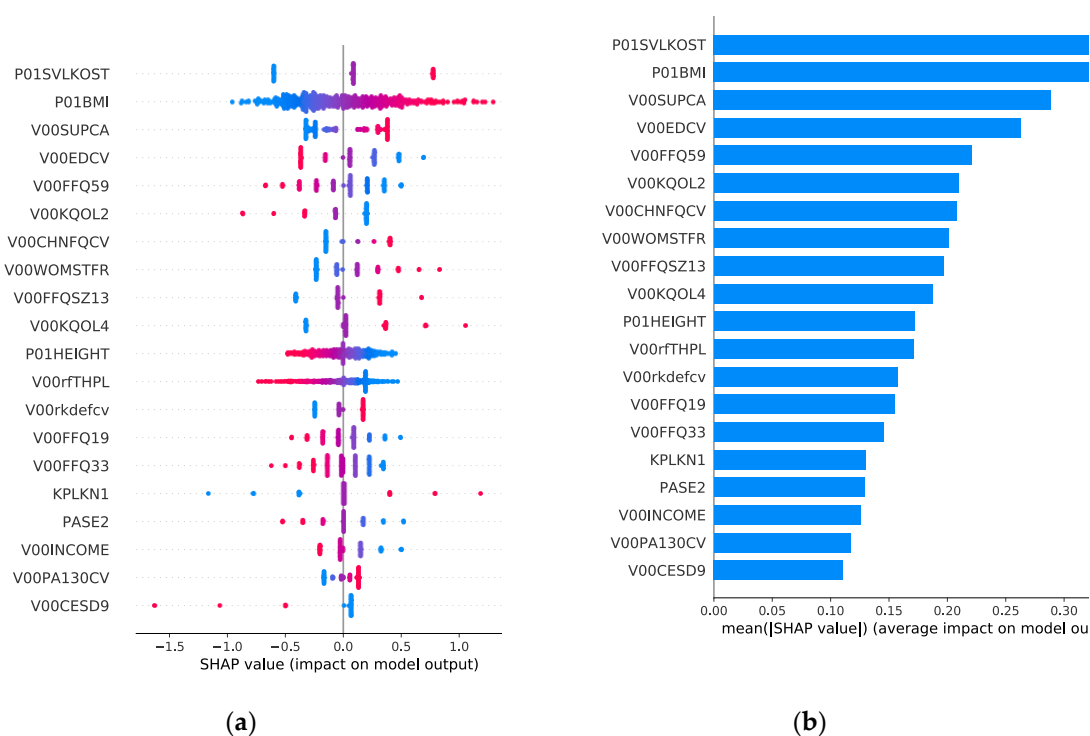 P01SVLKOST
P01BMI
V00SUPCA
V00EDCV
V00FFQ59
V00KQOL2
V00CHNFQCV
V00WOMSTFR
V00FFQSZ13
V00KQOL4
P01HEIGHT
V00rfTHPL
V00rkdefcv
V00FFQ19
V00FFQ33
KPLKN1
PASE2
V00INCOME
V00PA130CV
V00CESD9
−1.5 −1.0 −0.5 0.0 0.5 1.0
SHAP value (impact on model output)
(a)
P01SVLKOST
P01BMI
V00SUPCA
V00EDCV
V00FFQ59
V00KQOL2
V00CHNFQCV
V00WOMSTFR
V00FFQSZ13
V00KQOL4
P01HEIGHT
V00rfTHPL
V00rkdefcv
V00FFQ19
V00FFQ33
KPLKN1
PASE2
V00INCOME
V00PA130CV
V00CESD9
0.00 0.05 0.10 0.15 0.20 0.25 0.30
mean(|SHAP value|) (average impact on model ou
(b)